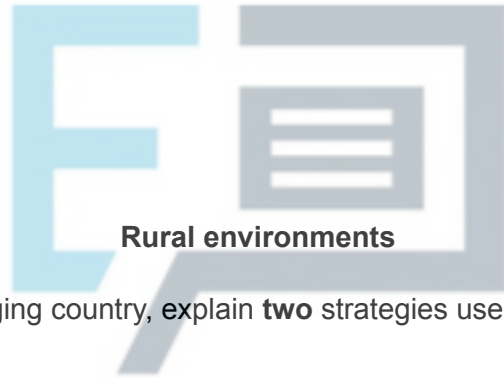 Rural environments
ging country, explain two strategies use